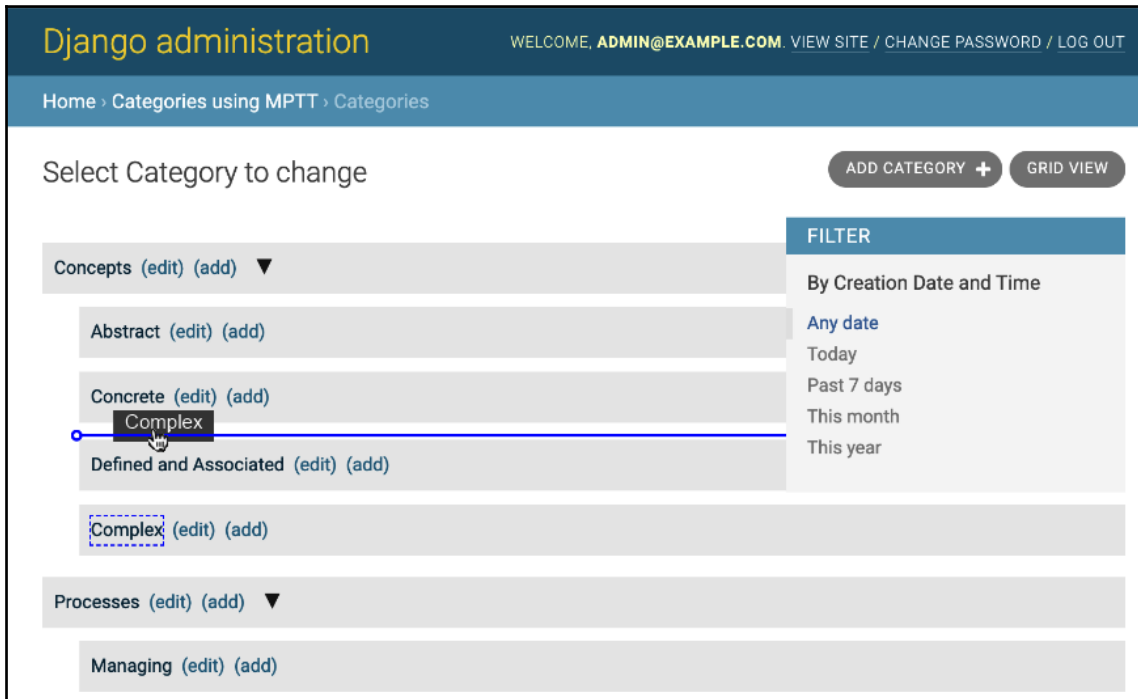 Django administration
WELCOME, ADMIN@EXAMPLE.COM. VIEW SITE / CHANGE PASSWORD / LOG OUT
Home › Categories using MPTT › Categories
Select Category to change
ADD CATEGORY +
GRID VIEW
Concepts (edit) (add) ▼
Abstract (edit) (add)
Concrete (edit) (add)
Complex
Defined and Associated (edit) (add)
Complex (edit) (add)
Processes (edit) (add) ▼
Managing (edit) (add)
FILTER
By Creation Date and Time
Any date
Today
Past 7 days
This month
This year